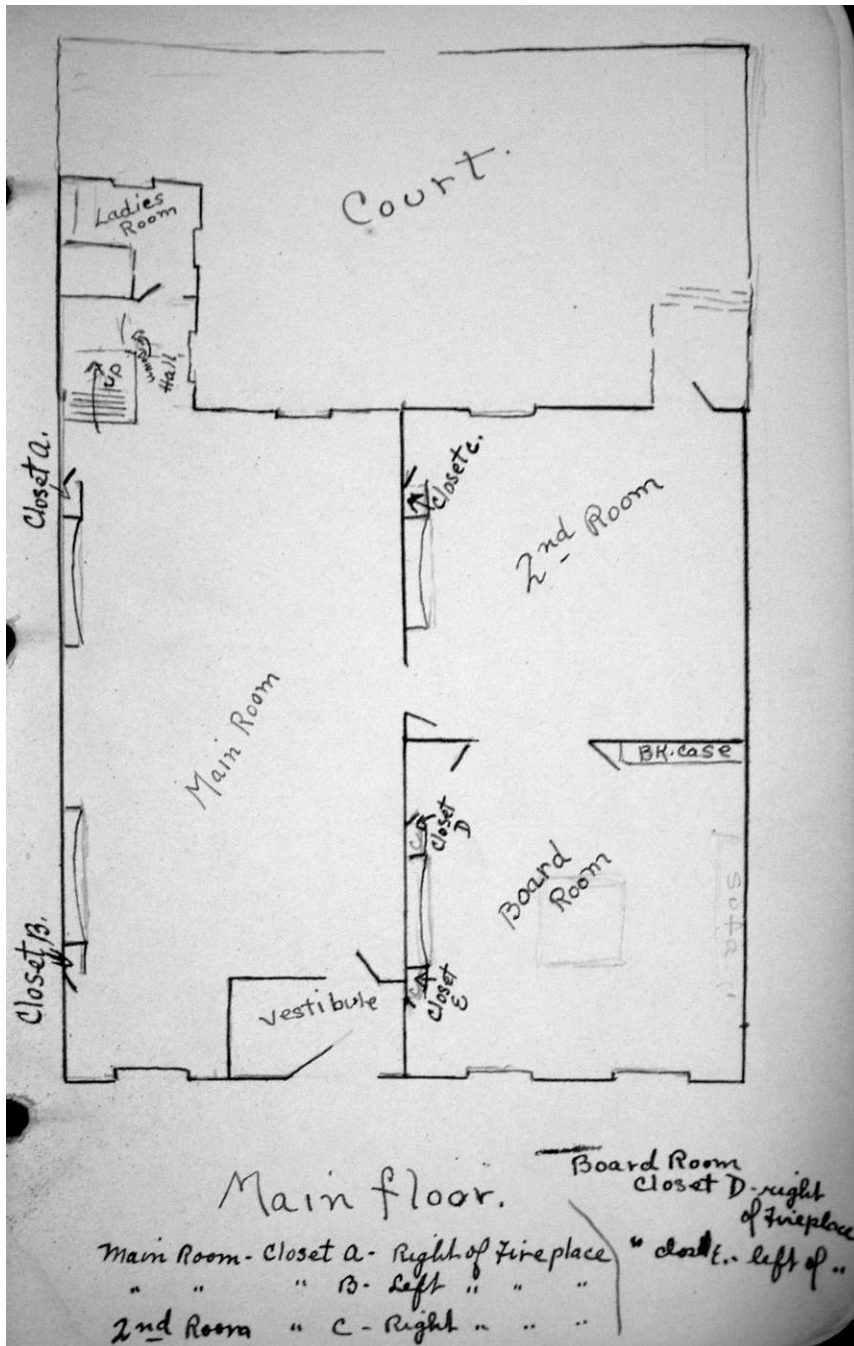 Court.
Ladies
Room
up
Down
Hall
Closet A.
Closet C.
2nd Room
Main Room
BK. case
Closet
D
Board
Room
Sofa
Closet B.
Vestibule
Closet
E
Main floor.
Main Room - Closet A - Right of Fireplace
" " " B - Left " " "
2nd Room " C - Right " " "
Board Room
Closet D - right
of Fireplace
" closet E. - left of "